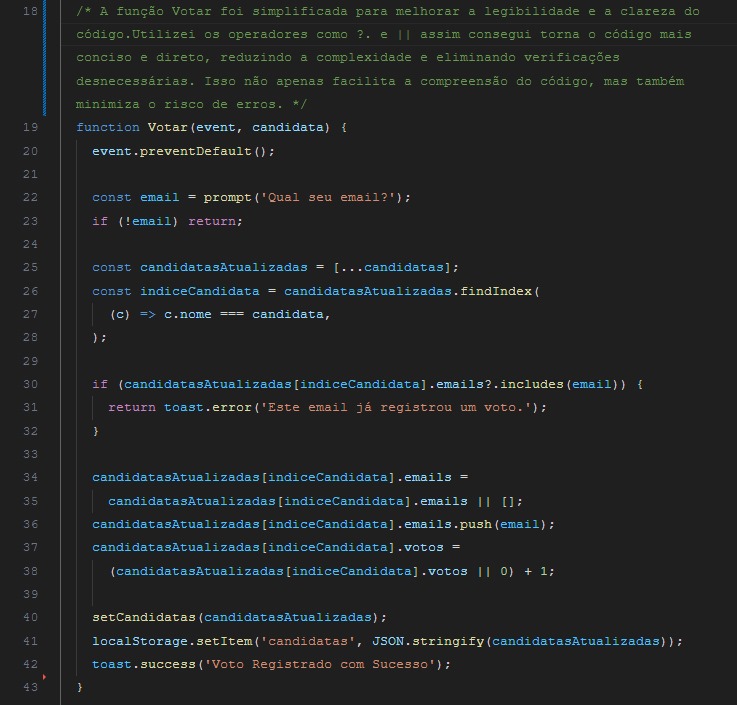 18 /* A função Votar foi simplificada para melhorar a legibilidade e a clareza do
código.Utilizei os operadores como ?. e || assim consegui torna o código mais
conciso e direto, reduzindo a complexidade e eliminando verificações
desnecessárias. Isso não apenas facilita a compreensão do código, mas também
minimiza o risco de erros. */
19 function Votar(event, candidata) {
20 event.preventDefault();
21
22 const email = prompt('Qual seu email?');
23 if (!email) return;
24
25 const candidatasAtualizadas = [...candidatas];
26 const indiceCandidata = candidatasAtualizadas.findIndex(
27 (c) => c.nome === candidata,
28 );
29
30 if (candidatasAtualizadas[indiceCandidata].emails?.includes(email)) {
31 return toast.error('Este email já registrou um voto.');
32 }
33
34 candidatasAtualizadas[indiceCandidata].emails =
35 candidatasAtualizadas[indiceCandidata].emails || [];
36 candidatasAtualizadas[indiceCandidata].emails.push(email);
37 candidatasAtualizadas[indiceCandidata].votos =
38 (candidatasAtualizadas[indiceCandidata].votos || 0) + 1;
39
40 setCandidatas(candidatasAtualizadas);
41 localStorage.setItem('candidatas', JSON.stringify(candidatasAtualizadas));
42 toast.success('Voto Registrado com Sucesso');
43 }